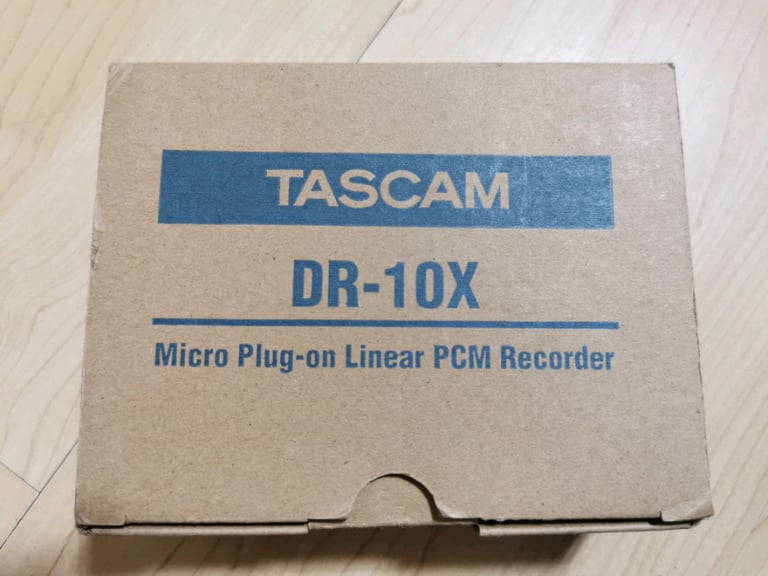 TASCAM
DR-10X
Micro Plug-on Linear PCM Recorder